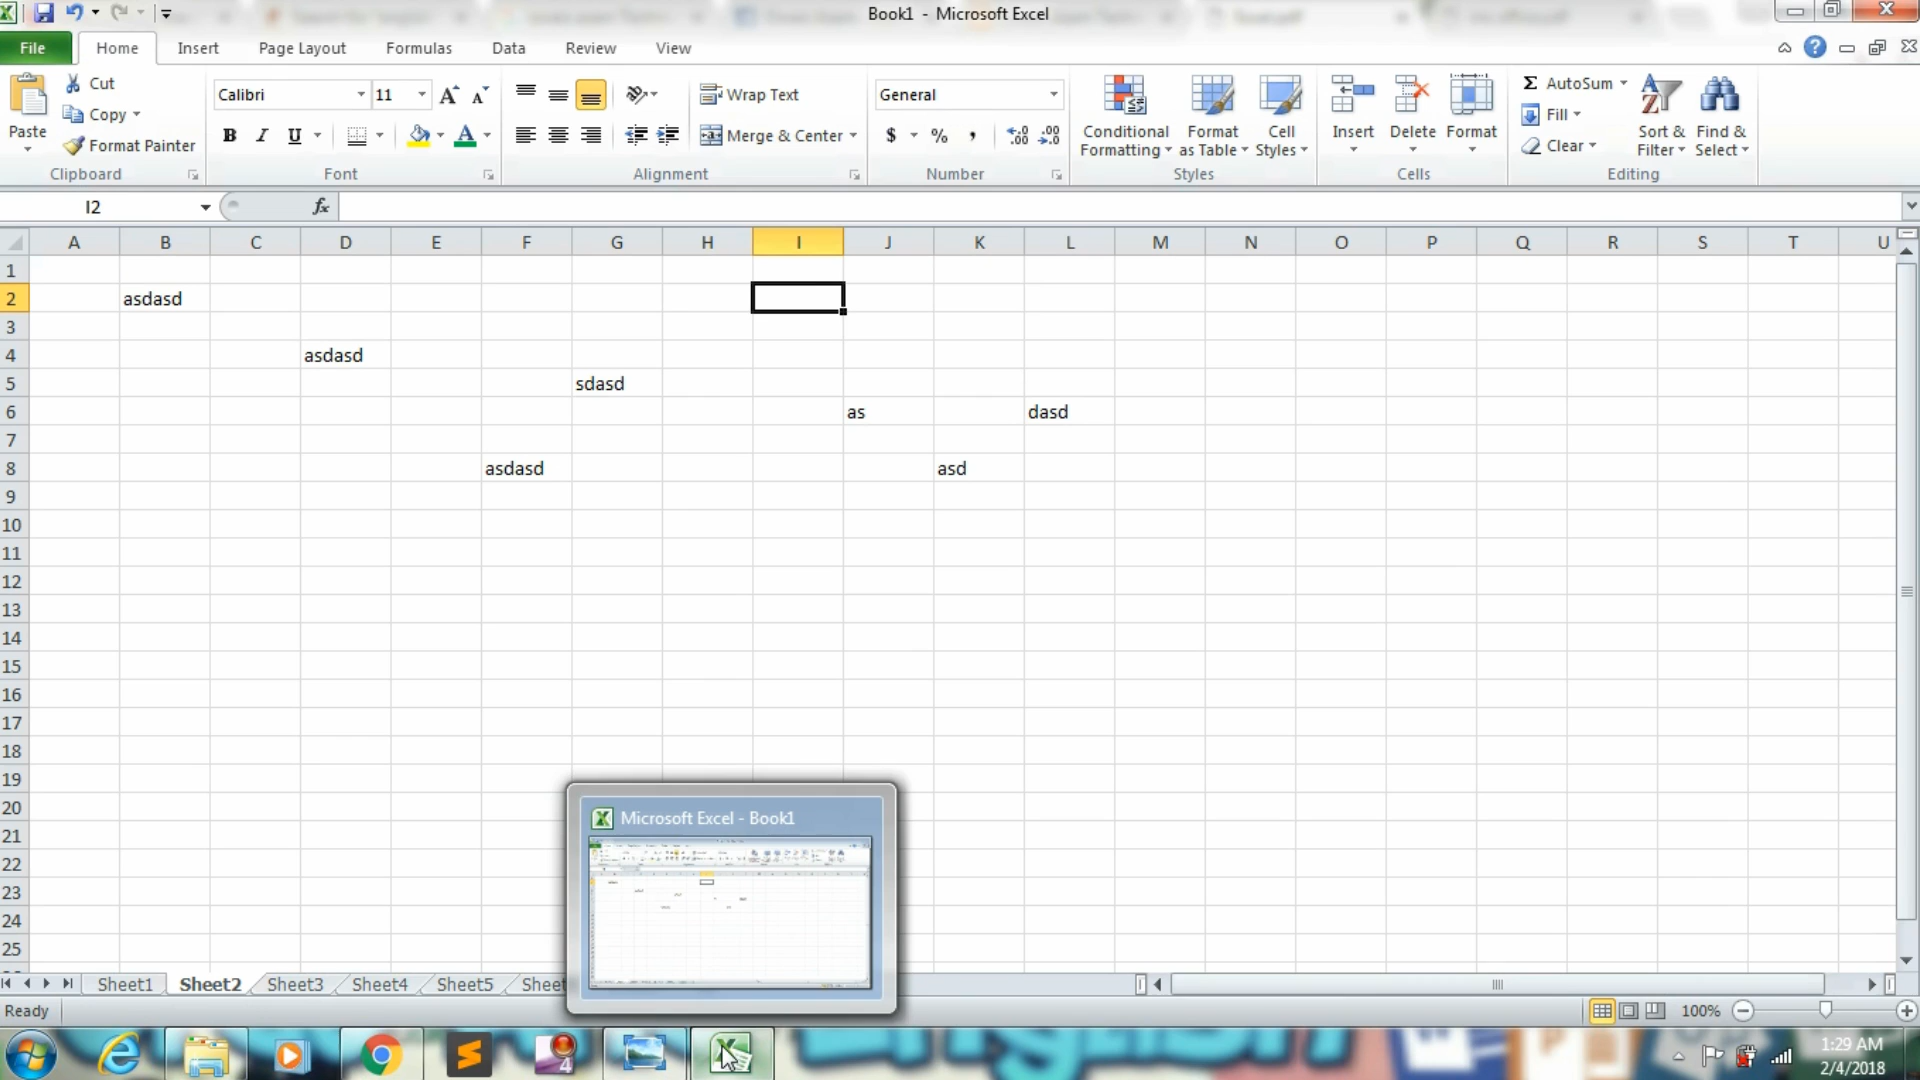 Book1 - Microsoft Excel
File Home Insert Page Layout Formulas Data Review View
Paste
Cut
Copy
Format Painter
Clipboard
Calibri 11
B I U A
Font
Wrap Text
Merge & Center
Alignment
General
$ % ,
Number
Conditional Formatting
Format as Table
Cell Styles
Styles
Insert Delete Format
Cells
Σ AutoSum
Fill
Clear
Sort & Filter
Find & Select
Editing
I2 fx
A B C D E F G H I J K L M N O P Q R S T U
1
2 asdasd
3
4 asdasd
5 sdasd
6 as dasd
7
8 asdasd asd
9
10
11
12
13
14
15
16
17
18
19
20
21
22
23
24
25
Microsoft Excel - Book1
Sheet1 Sheet2 Sheet3 Sheet4 Sheet5 Sheet
Ready 100%
English
1:29 AM
2/4/2018